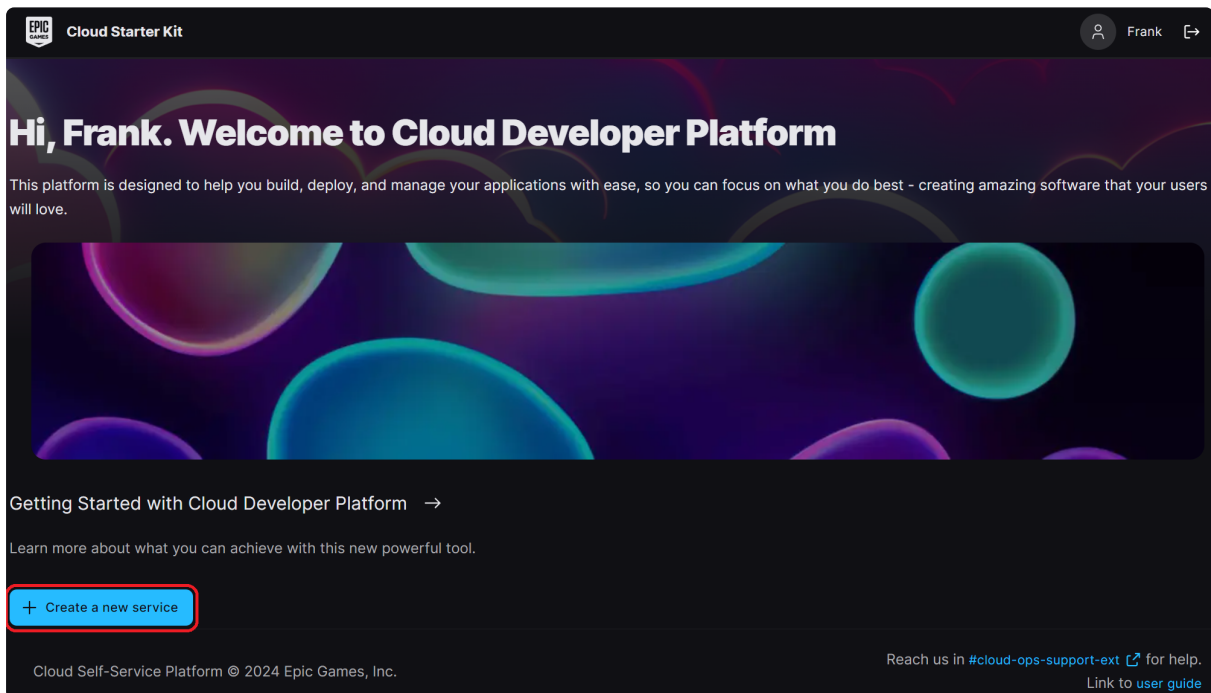 EPIC
GAMES
Cloud Starter Kit
Frank
Hi, Frank. Welcome to Cloud Developer Platform
This platform is designed to help you build, deploy, and manage your applications with ease, so you can focus on what you do best - creating amazing software that your users
will love.
Getting Started with Cloud Developer Platform →
Learn more about what you can achieve with this new powerful tool.
+ Create a new service
Cloud Self-Service Platform © 2024 Epic Games, Inc.
Reach us in #cloud-ops-support-ext for help.
Link to user guide